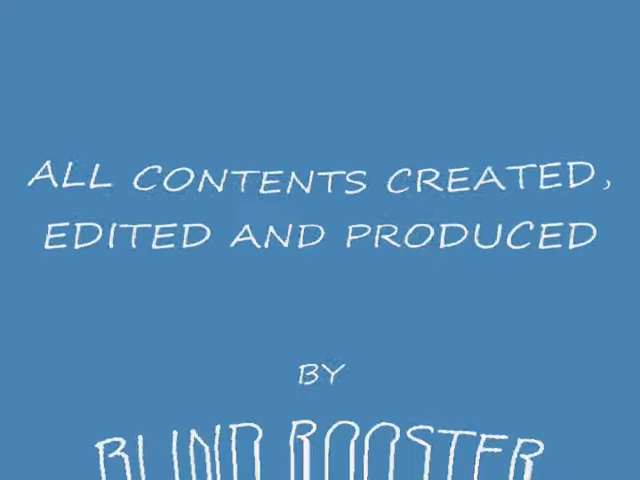 ALL CONTENTS CREATED,
EDITED AND PRODUCED
BY
BLIND ROOSTER